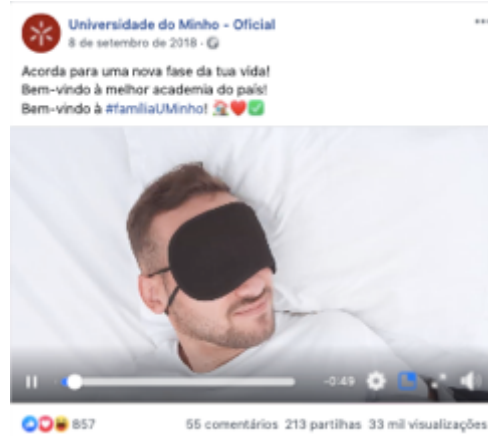 Universidade do Minho - Oficial
8 de setembro de 2018 ·
Acorda para uma nova fase da tua vida!
Bem-vindo à melhor academia do país!
Bem-vindo à #famíliaUMinho!
-0:49
857
55 comentários 213 partilhas 33 mil visualizações